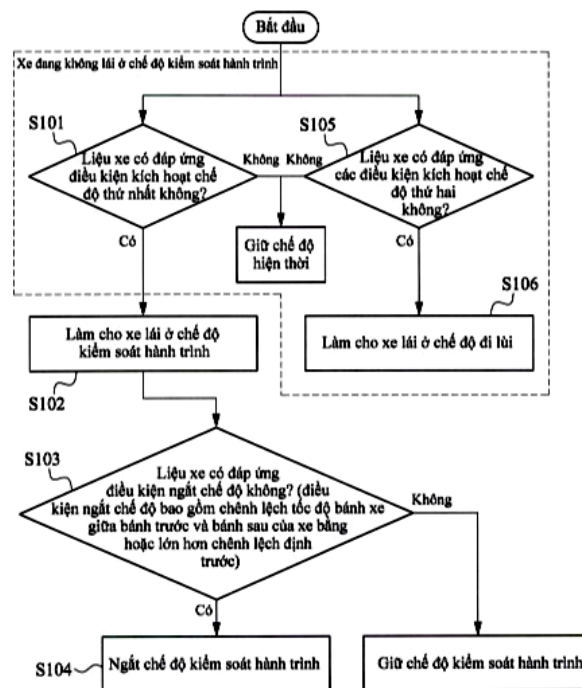 Bắt đầu
Xe đang không lái ở chế độ kiểm soát hành trình
S101
Liệu xe có đáp ứng
điều kiện kích hoạt chế
độ thứ nhất không?
Không
Không
S105
Liệu xe có đáp ứng
các điều kiện kích hoạt chế
độ thứ hai
không?
Có
Giữ chế độ
hiện thời
Có
S106
Làm cho xe lái ở chế độ
kiểm soát hành trình
Làm cho xe lái ở chế độ đi lùi
S102
S103
Liệu xe có đáp ứng
điều kiện ngắt chế độ không? (điều
kiện ngắt chế độ bao gồm chênh lệch tốc độ bánh xe
giữa bánh trước và bánh sau của xe bằng
hoặc lớn hơn chênh lệch định
trước)
Không
Có
S104
Ngắt chế độ kiểm soát hành trình
Giữ chế độ kiểm soát hành trình